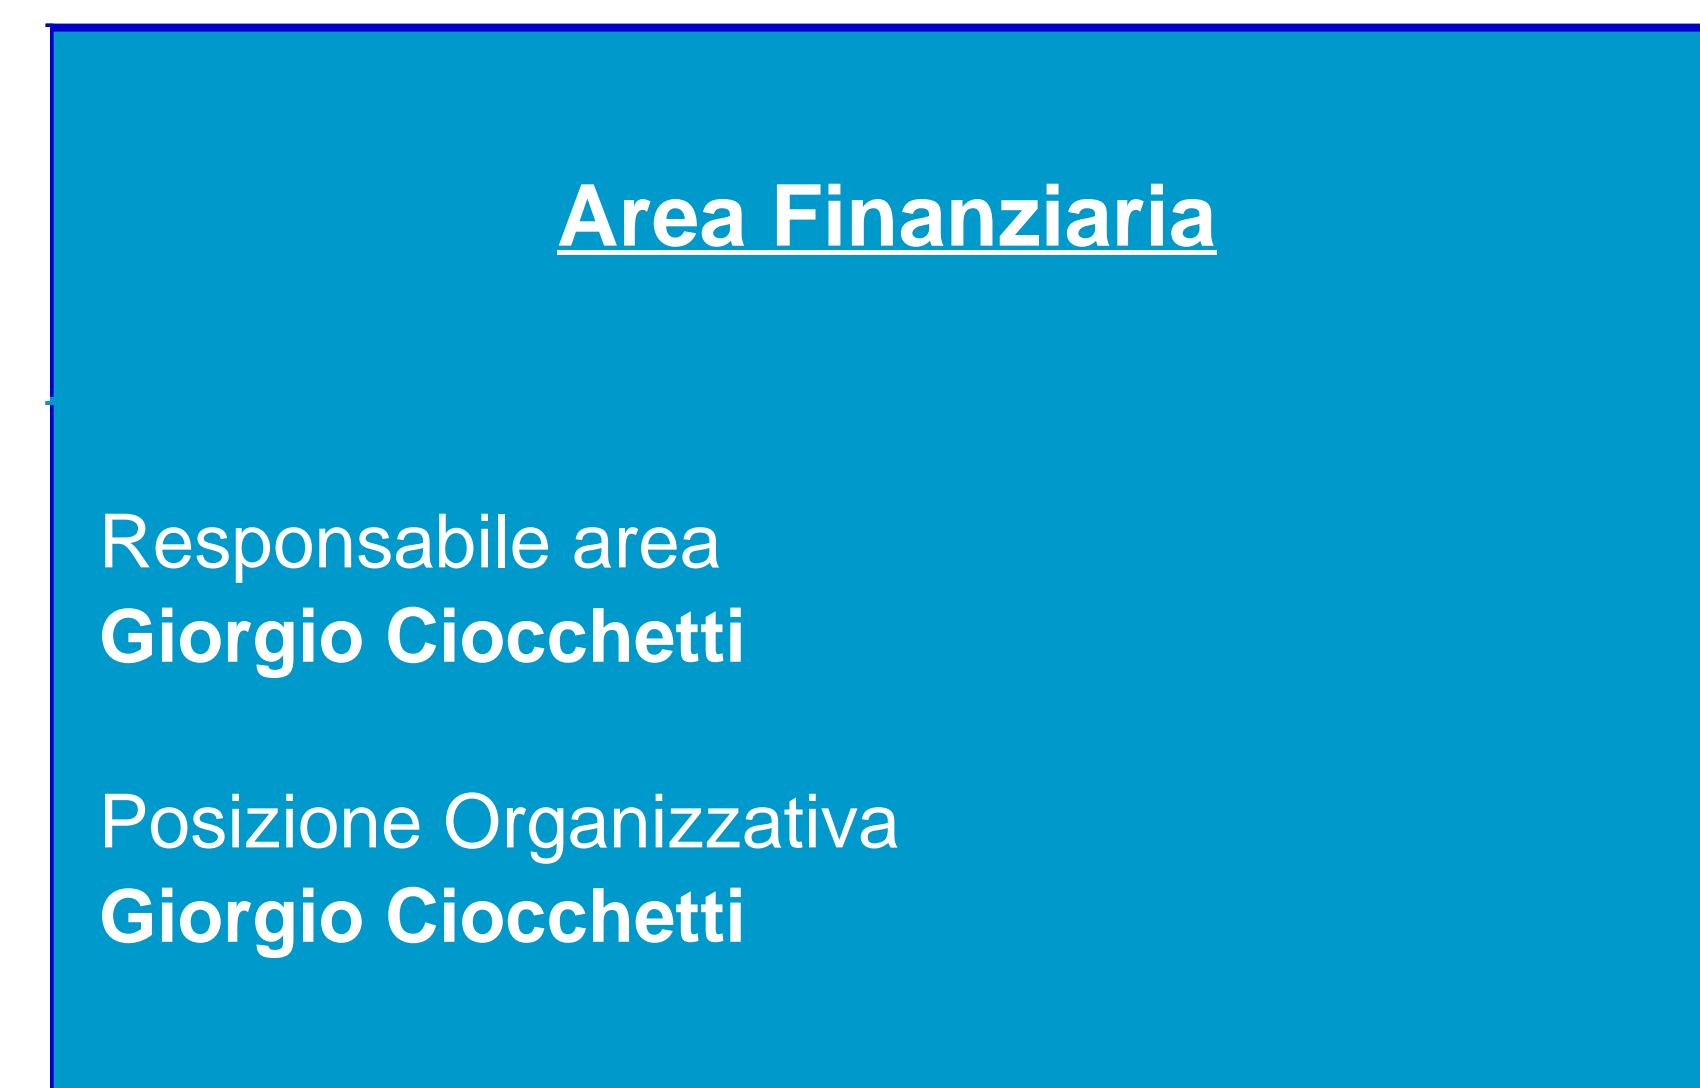 Area Finanziaria
Responsabile area
Giorgio Ciocchetti
Posizione Organizzativa
Giorgio Ciocchetti